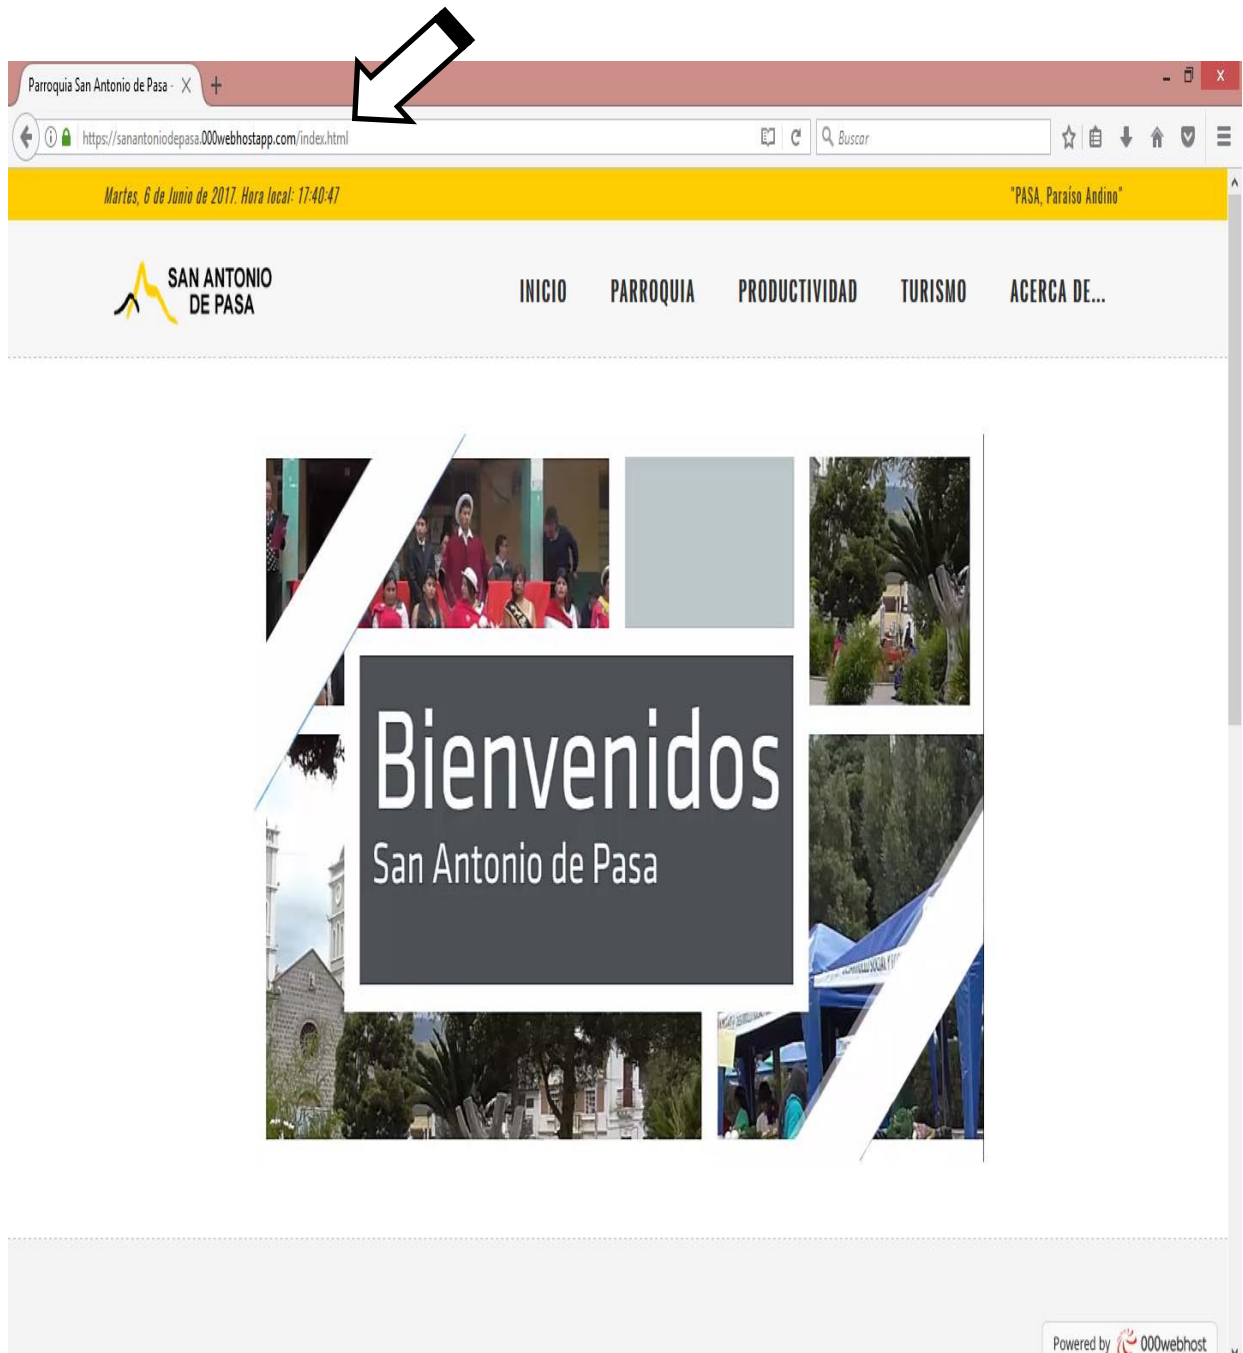 Parroquia San Antonio de Pasa -
https://sanantoniodepasa.000webhostapp.com/index.html
Buscar
Martes, 6 de Junio de 2017. Hora local: 17:40:47
"PASA, Paraíso Andino"
SAN ANTONIO
DE PASA
INICIO PARROQUIA PRODUCTIVIDAD TURISMO ACERCA DE...
Bienvenidos
San Antonio de Pasa
Powered by 000webhost